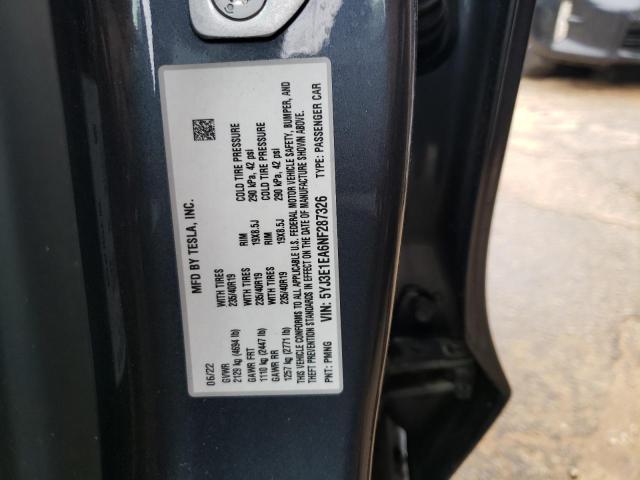 MFD BY TESLA, INC.
06/22
GVWR WITH TIRES RIM COLD TIRE PRESSURE
2129 kg (4694 lb) 235/40R19 19X8.5J 290 kPa, 42 psi
GAWR FRT WITH TIRES RIM COLD TIRE PRESSURE
1110 kg (2447 lb) 235/40R19 19X8.5J 290 kPa, 42 psi
GAWR RR WITH TIRES RIM COLD TIRE PRESSURE
1257 kg (2771 lb) 235/40R19 19X8.5J 290 kPa, 42 psi
THIS VEHICLE CONFORMS TO ALL APPLICABLE U.S. FEDERAL MOTOR VEHICLE SAFETY, BUMPER, AND
THEFT PREVENTION STANDARDS IN EFFECT ON THE DATE OF MANUFACTURE SHOWN ABOVE.
VIN: 5YJ3E1EA6NF287326
PNT: PMNG TYPE: PASSENGER CAR